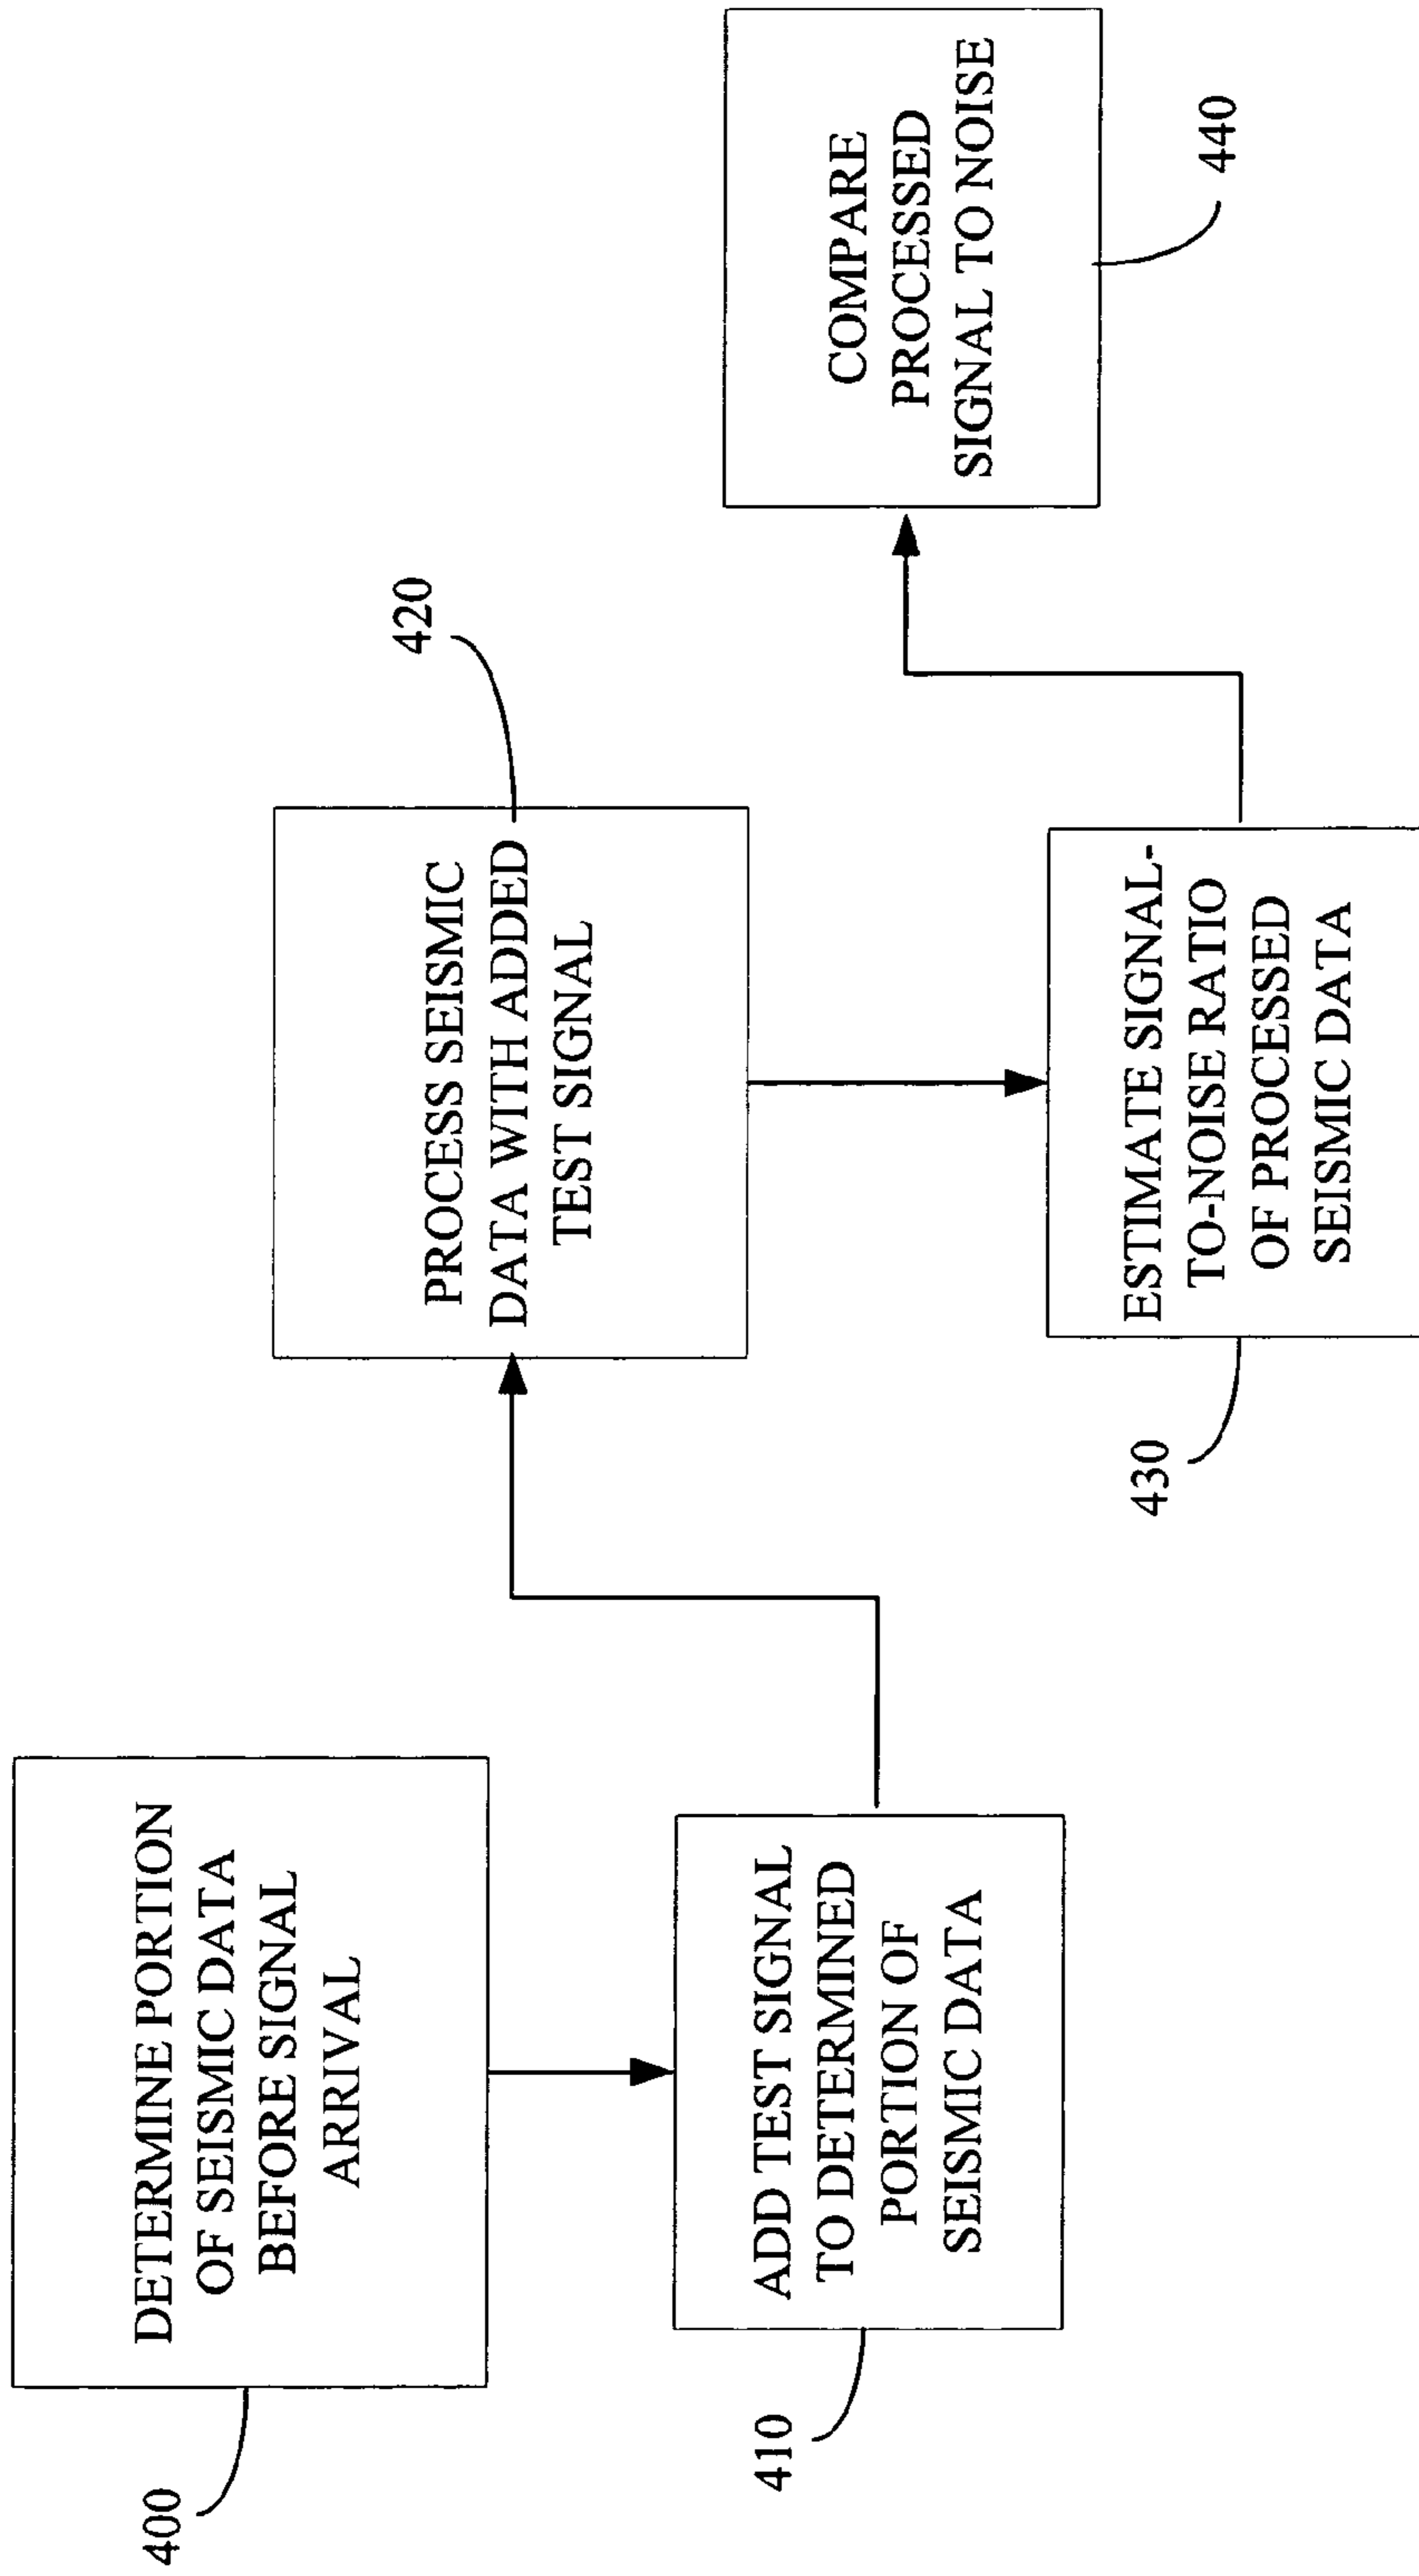 400
DETERMINE PORTION
OF SEISMIC DATA
BEFORE SIGNAL
ARRIVAL
410
ADD TEST SIGNAL
TO DETERMINED
PORTION OF
SEISMIC DATA
420
PROCESS SEISMIC
DATA WITH ADDED
TEST SIGNAL
430
ESTIMATE SIGNAL-
TO-NOISE RATIO
OF PROCESSED
SEISMIC DATA
COMPARE
PROCESSED
SIGNAL TO NOISE
440